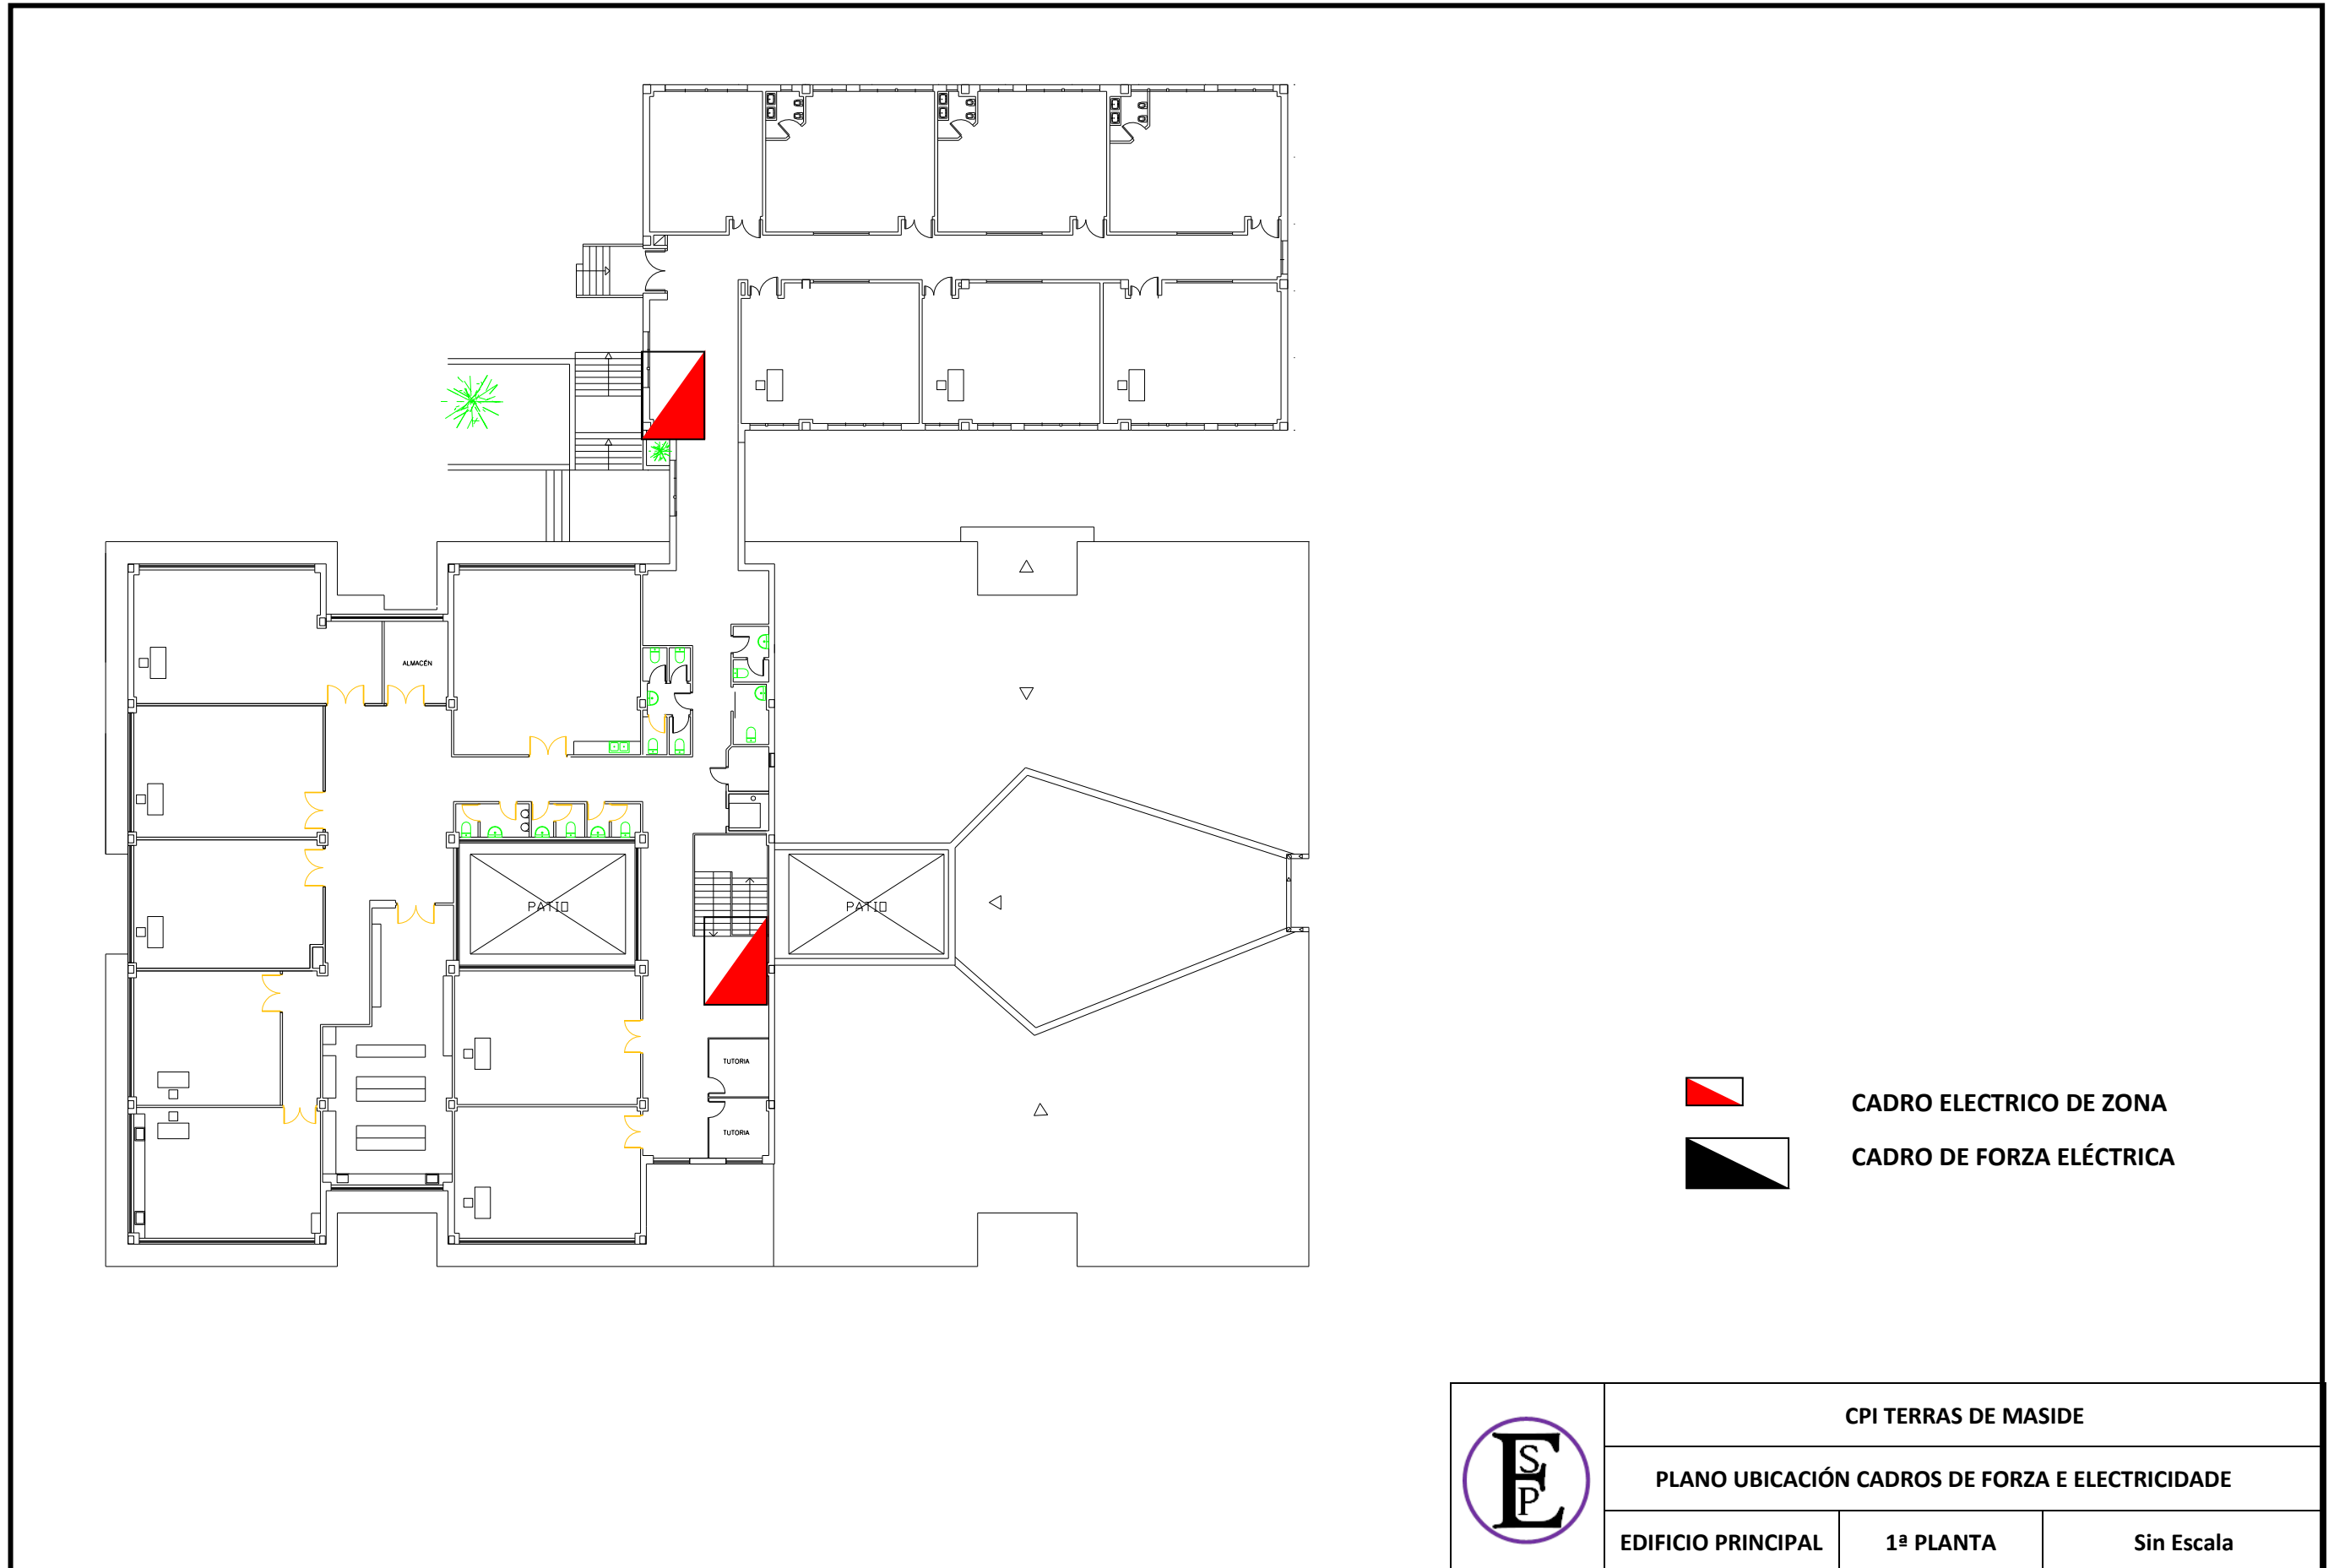 ALMACÉN
PATIO
PATIO
TUTORIA
TUTORIA
CADRO ELECTRICO DE ZONA
CADRO DE FORZA ELÉCTRICA
ESP
CPI TERRAS DE MASIDE
PLANO UBICACIÓN CADROS DE FORZA E ELECTRICIDADE
EDIFICIO PRINCIPAL
1ª PLANTA
Sin Escala